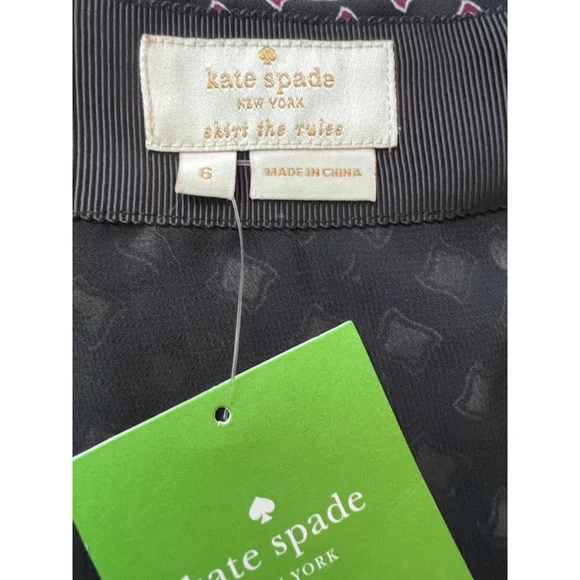 kate spade
NEW YORK
skirt the rules
6
MADE IN CHINA
kate spade
NEW YORK